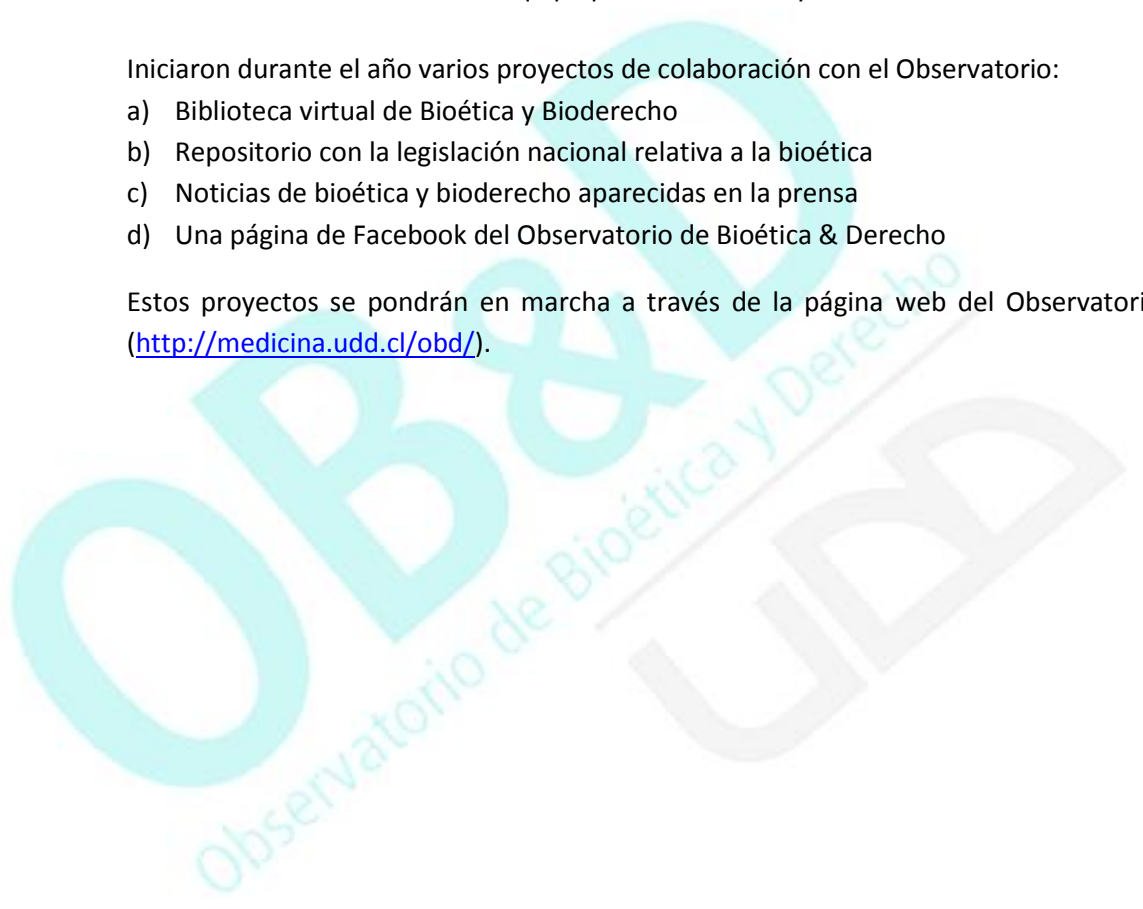 Iniciaron durante el año varios proyectos de colaboración con el Observatorio:
a) Biblioteca virtual de Bioética y Bioderecho
b) Repositorio con la legislación nacional relativa a la bioética
c) Noticias de bioética y bioderecho aparecidas en la prensa
d) Una página de Facebook del Observatorio de Bioética & Derecho
Estos proyectos se pondrán en marcha a través de la página web del Observatori
(http://medicina.udd.cl/obd/).
OB&D
Observatorio de Bioética y Derecho
UDD